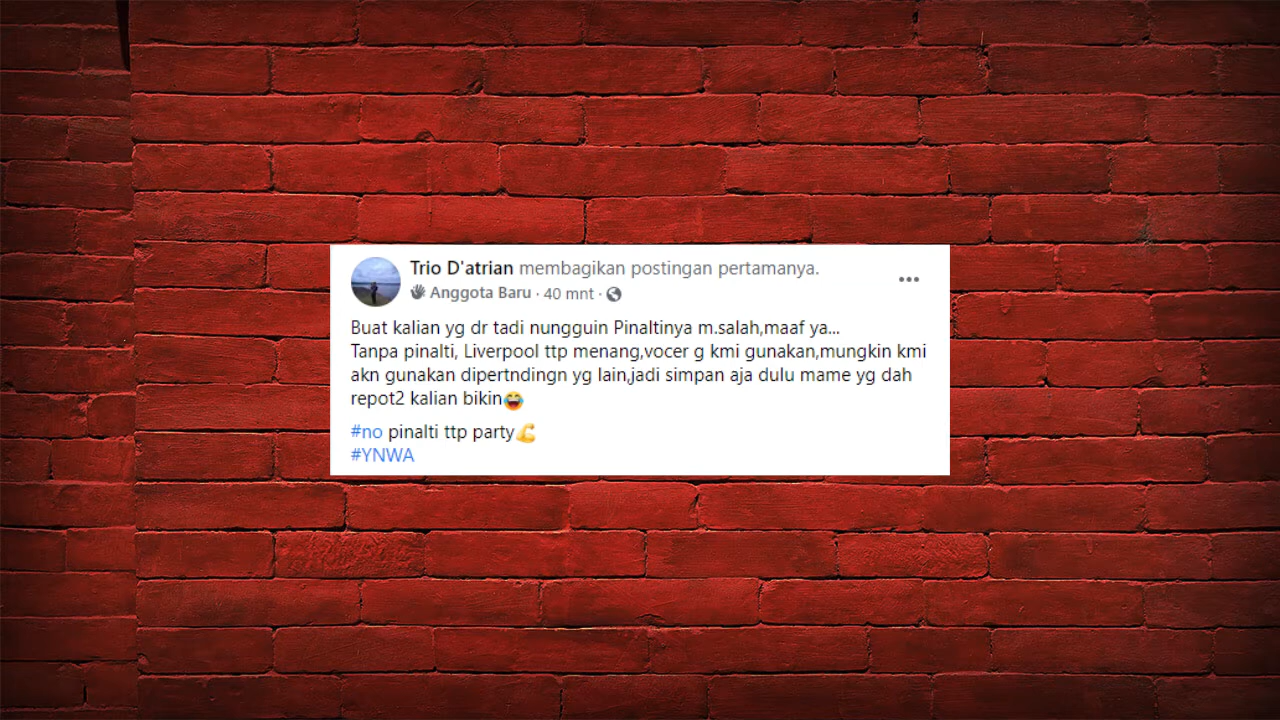 Trio D'atrian membagikan postingan pertamanya.
Anggota Baru · 40 mnt ·
Buat kalian yg dr tadi nungguin Pinaltinya m.salah,maaf ya...
Tanpa pinalti, Liverpool ttp menang,vocer g kmi gunakan,mungkin kmi
akn gunakan dipertndingn yg lain,jadi simpan aja dulu mame yg dah
repot2 kalian bikin😂
#no pinalti ttp party💪
#YNWA